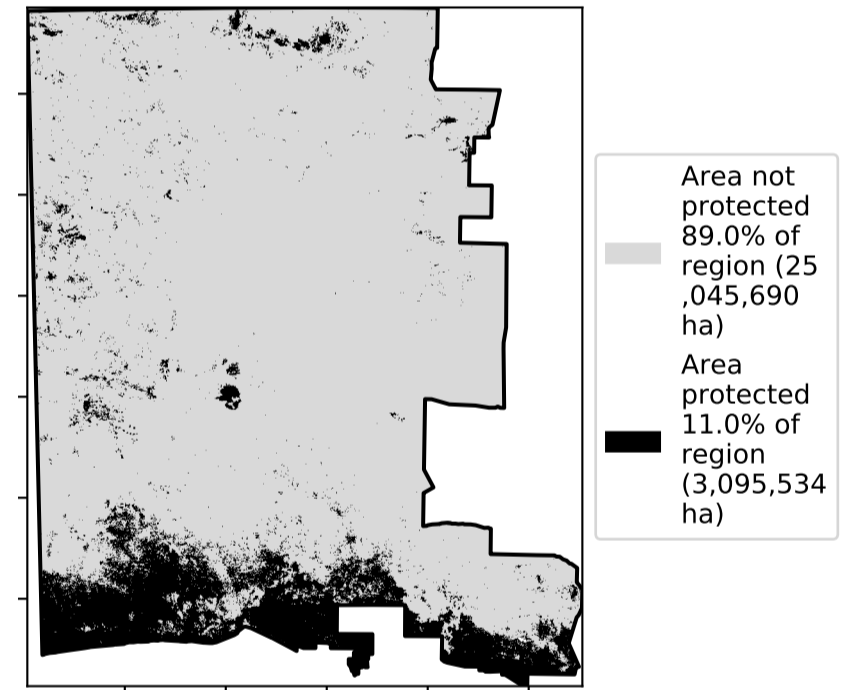 Area not
protected
89.0% of
region (25
,045,690
ha)
Area
protected
11.0% of
region
(3,095,534
ha)